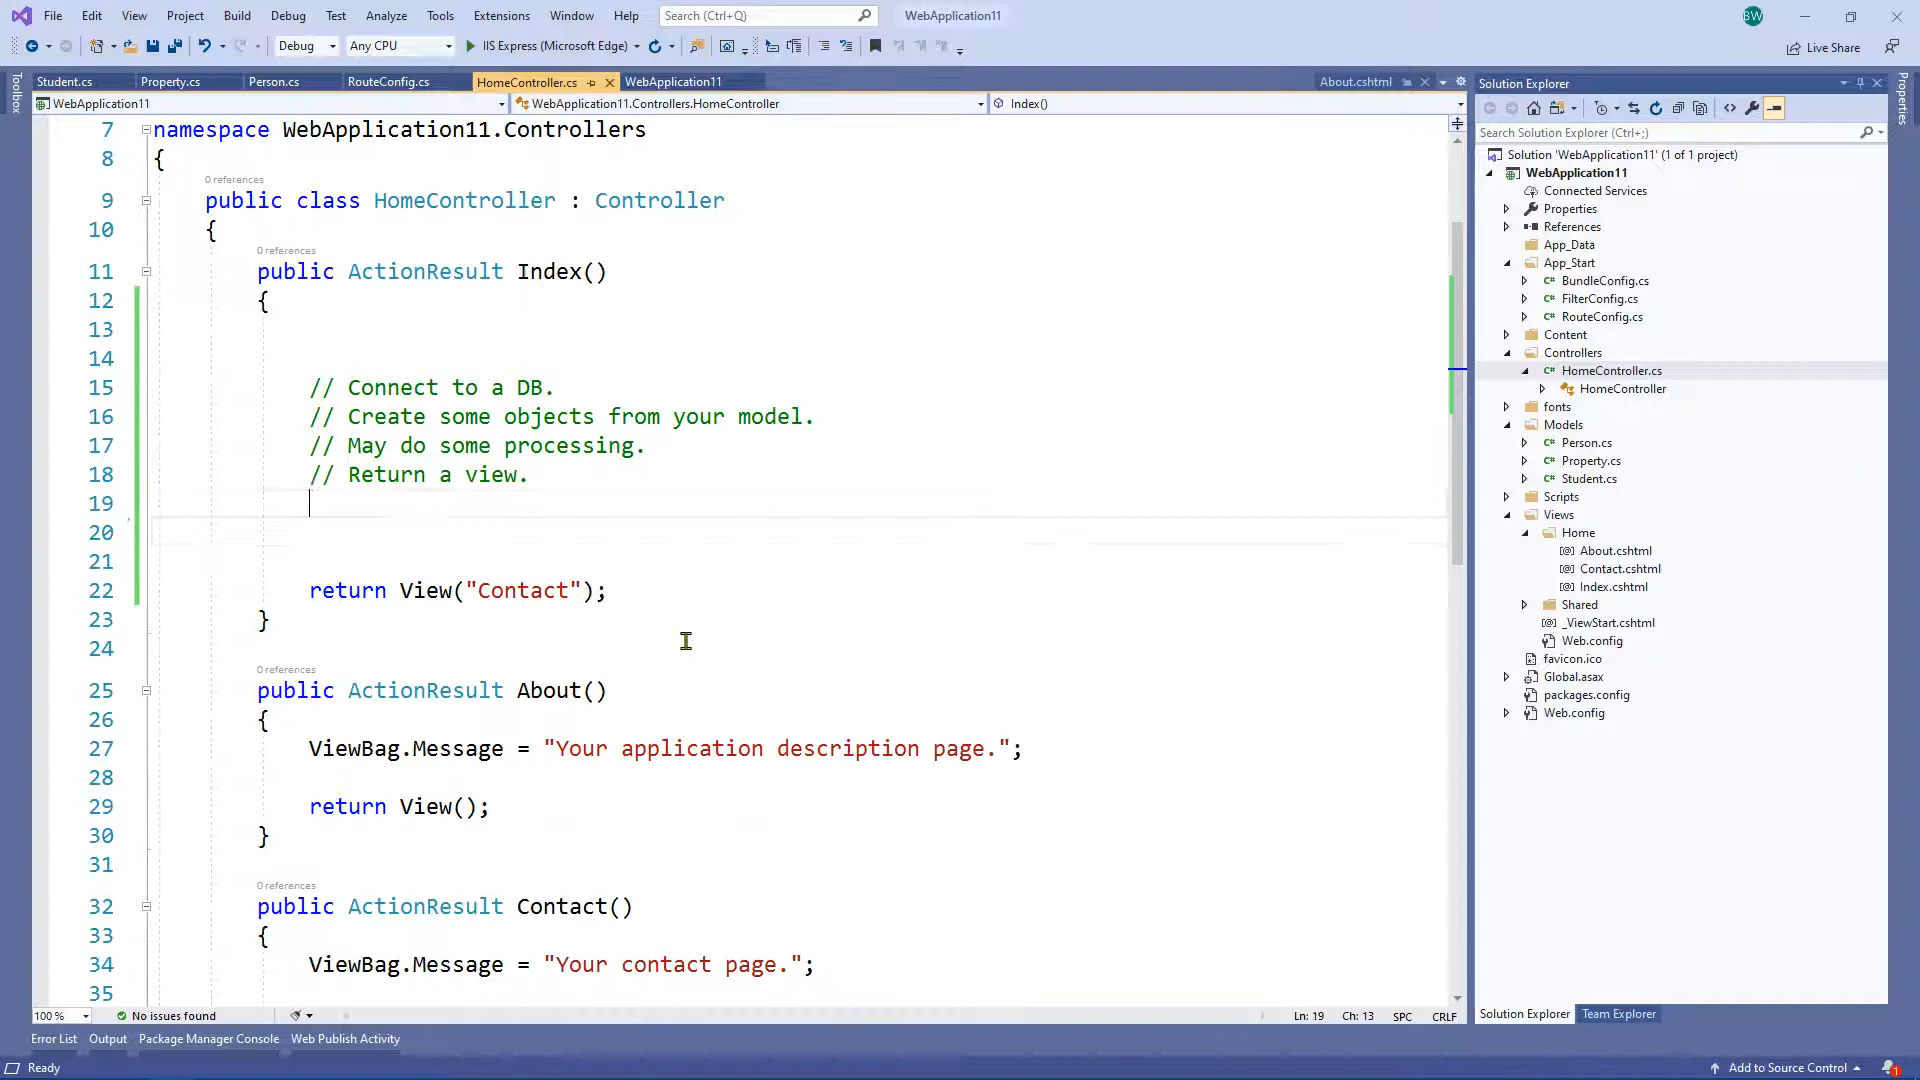 File Edit View Project Build Debug Test Analyze Tools Extensions Window Help Search (Ctrl+Q) WebApplication11 BW
Debug Any CPU IIS Express (Microsoft Edge) Live Share
Toolbox
Student.cs Property.cs Person.cs RouteConfig.cs HomeController.cs WebApplication11 About.cshtml
WebApplication11 WebApplication11.Controllers.HomeController Index()
7 namespace WebApplication11.Controllers
8 {
0 references
9 public class HomeController : Controller
10 {
0 references
11 public ActionResult Index()
12 {
13
14
15 // Connect to a DB.
16 // Create some objects from your model.
17 // May do some processing.
18 // Return a view.
19
20
21
22 return View("Contact");
23 }
24
0 references
25 public ActionResult About()
26 {
27 ViewBag.Message = "Your application description page.";
28
29 return View();
30 }
31
0 references
32 public ActionResult Contact()
33 {
34 ViewBag.Message = "Your contact page.";
35
100 % No issues found Ln: 19 Ch: 13 SPC CRLF
Error List Output Package Manager Console Web Publish Activity
Ready Add to Source Control 1
Solution Explorer
Search Solution Explorer (Ctrl+;)
Solution 'WebApplication11' (1 of 1 project)
WebApplication11
Connected Services
Properties
References
App_Data
App_Start
C# BundleConfig.cs
C# FilterConfig.cs
C# RouteConfig.cs
Content
Controllers
C# HomeController.cs
HomeController
fonts
Models
C# Person.cs
C# Property.cs
C# Student.cs
Scripts
Views
Home
[@] About.cshtml
[@] Contact.cshtml
[@] Index.cshtml
Shared
[@] _ViewStart.cshtml
Web.config
favicon.ico
Global.asax
packages.config
Web.config
Solution Explorer Team Explorer
Properties